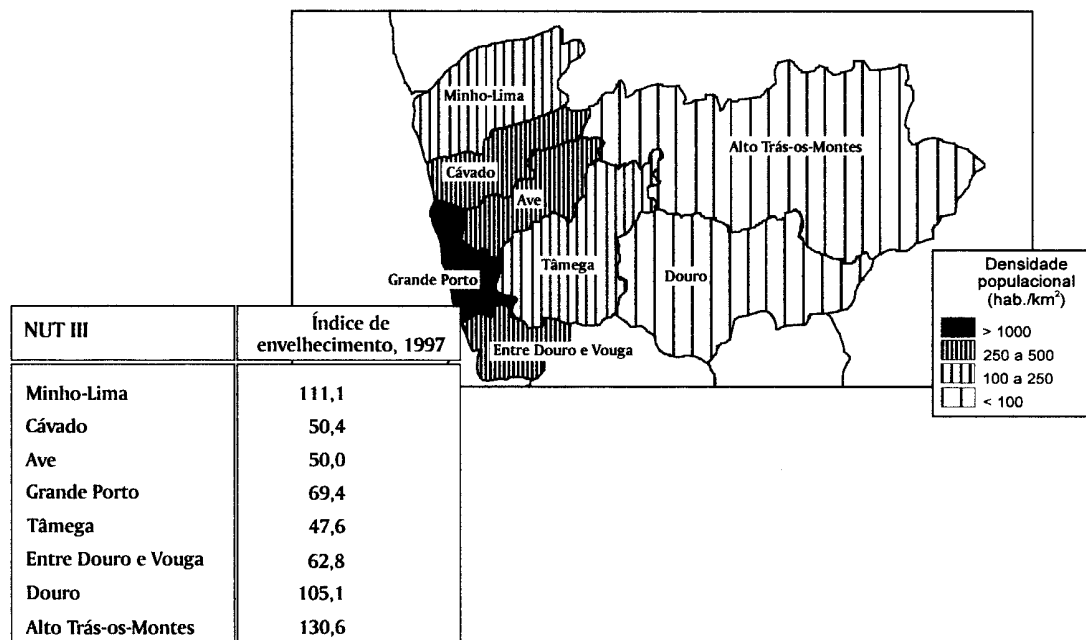 Minho-Lima
Alto Trás-os-Montes
Cávado
Ave
Grande Porto
Tâmega
Douro
Entre Douro e Vouga
Densidade
populacional
(hab./km²)
> 1000
250 a 500
100 a 250
< 100
NUT III
Índice de
envelhecimento, 1997
Minho-Lima 111,1
Cávado 50,4
Ave 50,0
Grande Porto 69,4
Tâmega 47,6
Entre Douro e Vouga 62,8
Douro 105,1
Alto Trás-os-Montes 130,6